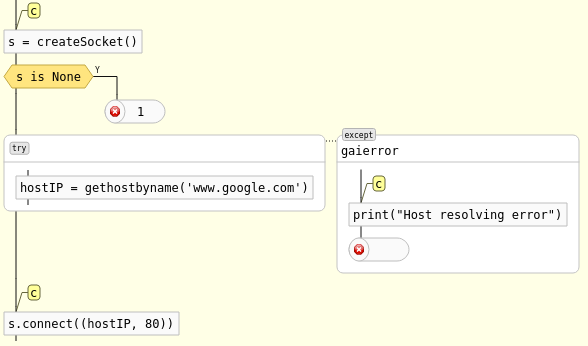 C
s = createSocket()
s is None
Y
1
try
hostIP = gethostbyname('www.google.com')
except
gaierror
C
print("Host resolving error")
C
s.connect((hostIP, 80))